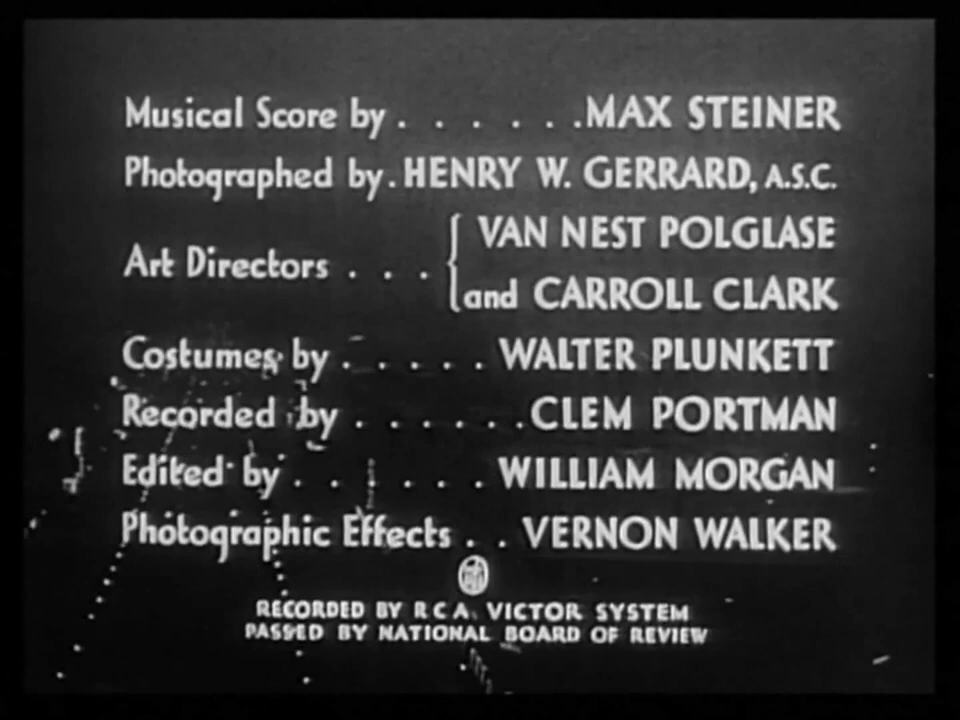 Musical Score by . . . . . . . MAX STEINER
Photographed by . HENRY W. GERRARD, A.S.C.
Art Directors . . . { VAN NEST POLGLASE
and CARROLL CLARK
Costumes by . . . . . WALTER PLUNKETT
Recorded by . . . . . . CLEM PORTMAN
Edited by . . . . . . WILLIAM MORGAN
Photographic Effects . . VERNON WALKER
RECORDED BY R C A VICTOR SYSTEM
PASSED BY NATIONAL BOARD OF REVIEW